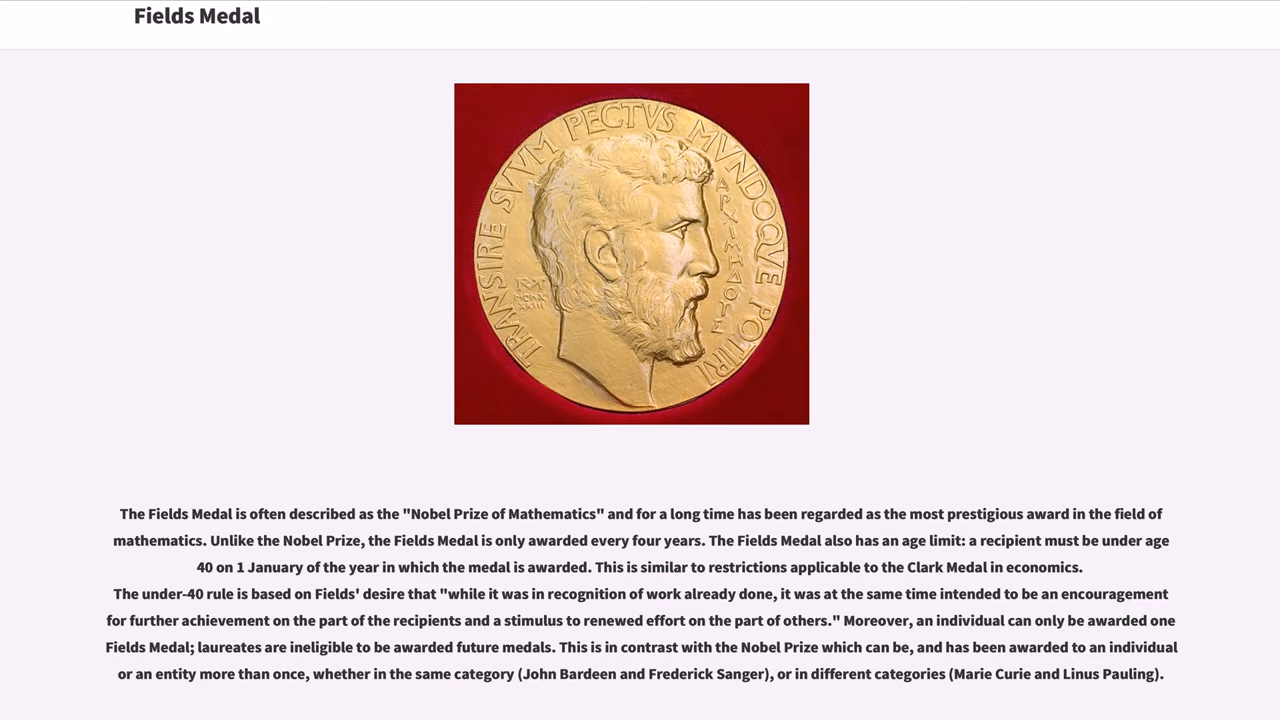 Fields Medal
TRANSIRE SVVM PECTVS MVNDOQVE POTIRI
The Fields Medal is often described as the "Nobel Prize of Mathematics" and for a long time has been regarded as the most prestigious award in the field of
mathematics. Unlike the Nobel Prize, the Fields Medal is only awarded every four years. The Fields Medal also has an age limit: a recipient must be under age
40 on 1 January of the year in which the medal is awarded. This is similar to restrictions applicable to the Clark Medal in economics.
The under-40 rule is based on Fields' desire that "while it was in recognition of work already done, it was at the same time intended to be an encouragement
for further achievement on the part of the recipients and a stimulus to renewed effort on the part of others." Moreover, an individual can only be awarded one
Fields Medal; laureates are ineligible to be awarded future medals. This is in contrast with the Nobel Prize which can be, and has been awarded to an individual
or an entity more than once, whether in the same category (John Bardeen and Frederick Sanger), or in different categories (Marie Curie and Linus Pauling).